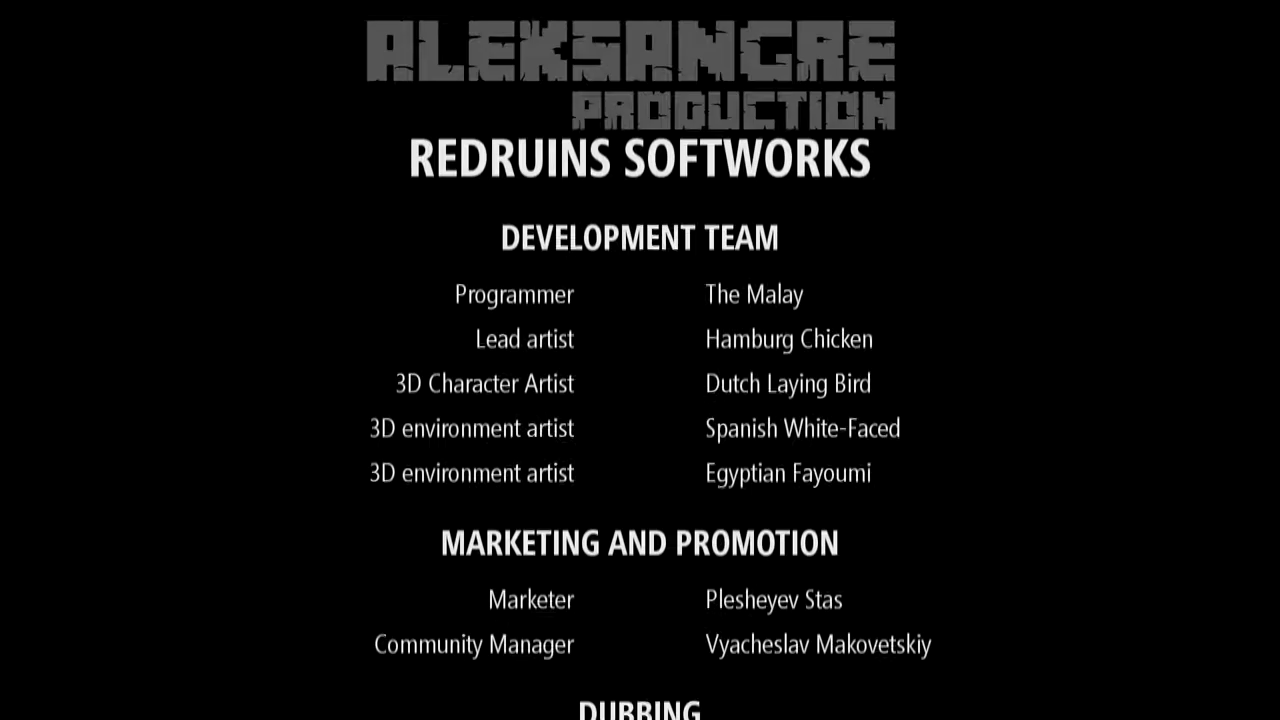 ALEKSANGRE
PRODUCTION
REDRUINS SOFTWORKS
DEVELOPMENT TEAM
Programmer The Malay
Lead artist Hamburg Chicken
3D Character Artist Dutch Laying Bird
3D environment artist Spanish White-Faced
3D environment artist Egyptian Fayoumi
MARKETING AND PROMOTION
Marketer Plesheyev Stas
Community Manager Vyacheslav Makovetskiy
DUBBING